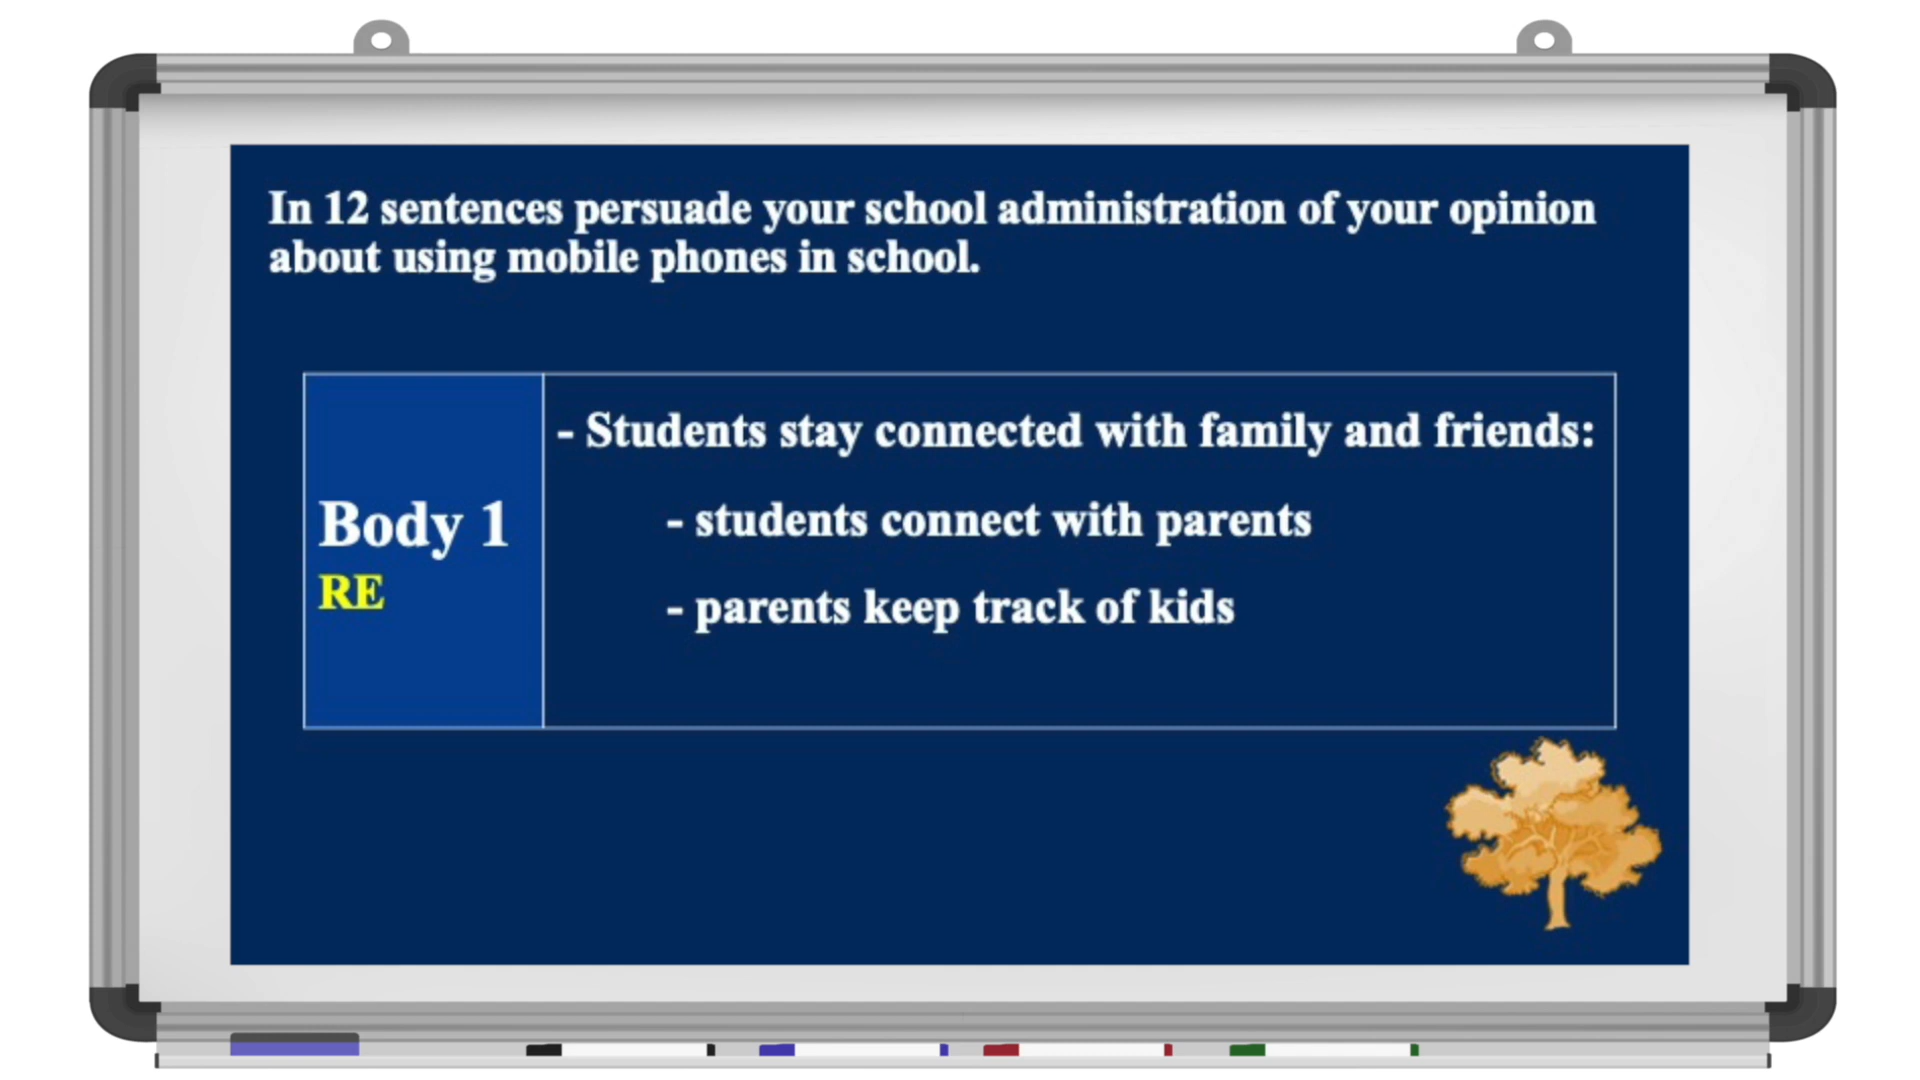 In 12 sentences persuade your school administration of your opinion
about using mobile phones in school.
Body 1
RE
- Students stay connected with family and friends:
- students connect with parents
- parents keep track of kids